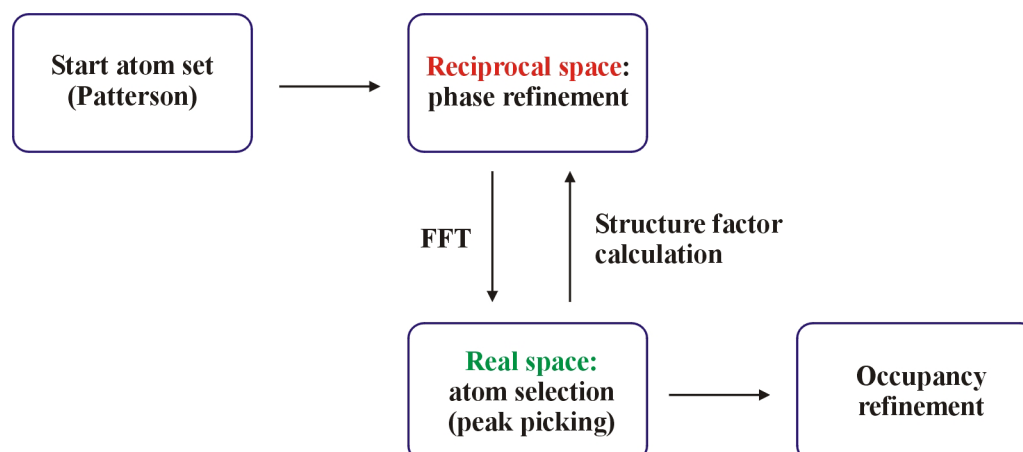 Start atom set
(Patterson)
Reciprocal space:
phase refinement
FFT
Structure factor
calculation
Real space:
atom selection
(peak picking)
Occupancy
refinement